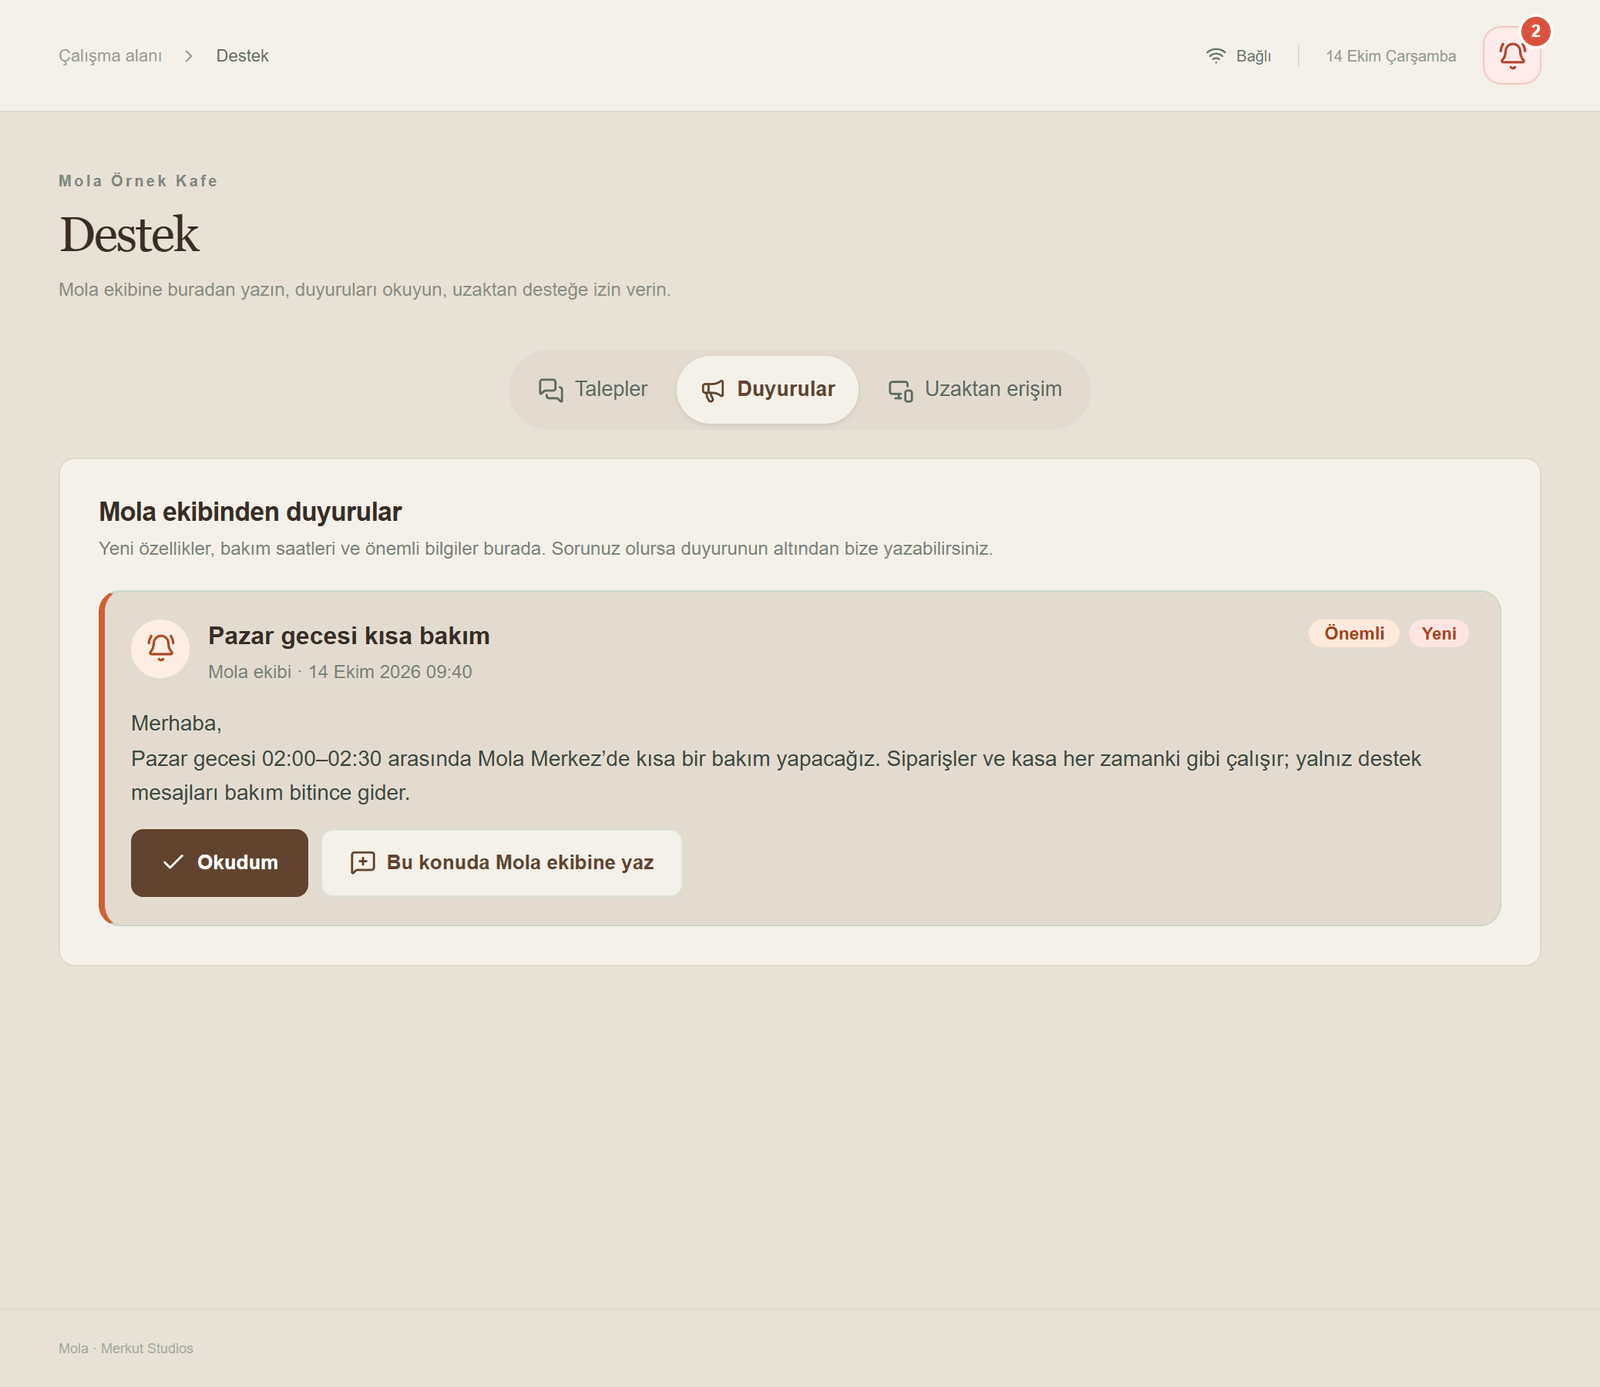 Çalışma alanı
Destek
Bağlı
14 Ekim Çarşamba
2
Mola Örnek Kafe
Destek
Mola ekibine buradan yazın, duyuruları okuyun, uzaktan desteğe izin verin.
Talepler
Duyurular
Uzaktan erişim
Mola ekibinden duyurular
Yeni özellikler, bakım saatleri ve önemli bilgiler burada. Sorunuz olursa duyurunun altından bize yazabilirsiniz.
Pazar gecesi kısa bakım
Önemli
Yeni
Mola ekibi · 14 Ekim 2026 09:40
Merhaba,
Pazar gecesi 02:00–02:30 arasında Mola Merkez’de kısa bir bakım yapacağız. Siparişler ve kasa her zamanki gibi çalışır; yalnız destek
mesajları bakım bitince gider.
Okudum
Bu konuda Mola ekibine yaz
Mola · Merkut Studios